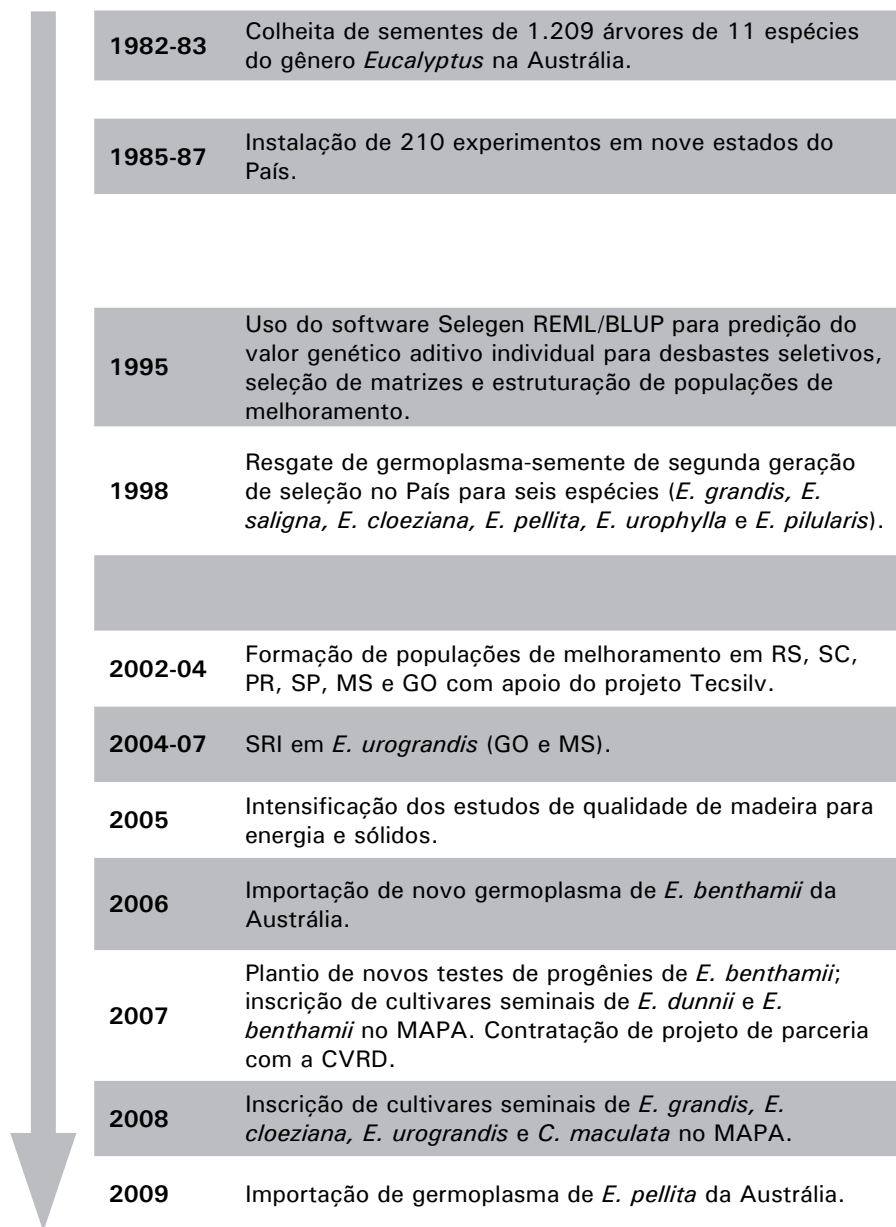 1982-83
Colheita de sementes de 1.209 árvores de 11 espécies
do gênero Eucalyptus na Austrália.
1985-87
Instalação de 210 experimentos em nove estados do
País.
1995
Uso do software Selegen REML/BLUP para predição do
valor genético aditivo individual para desbastes seletivos,
seleção de matrizes e estruturação de populações de
melhoramento.
1998
Resgate de germoplasma-semente de segunda geração
de seleção no País para seis espécies (E. grandis, E.
saligna, E. cloeziana, E. pellita, E. urophylla e E. pilularis).
2002-04
Formação de populações de melhoramento em RS, SC,
PR, SP, MS e GO com apoio do projeto Tecsilv.
2004-07
SRI em E. urograndis (GO e MS).
2005
Intensificação dos estudos de qualidade de madeira para
energia e sólidos.
2006
Importação de novo germoplasma de E. benthamii da
Austrália.
2007
Plantio de novos testes de progênies de E. benthamii;
inscrição de cultivares seminais de E. dunnii e E.
benthamii no MAPA. Contratação de projeto de parceria
com a CVRD.
2008
Inscrição de cultivares seminais de E. grandis, E.
cloeziana, E. urograndis e C. maculata no MAPA.
2009
Importação de germoplasma de E. pellita da Austrália.